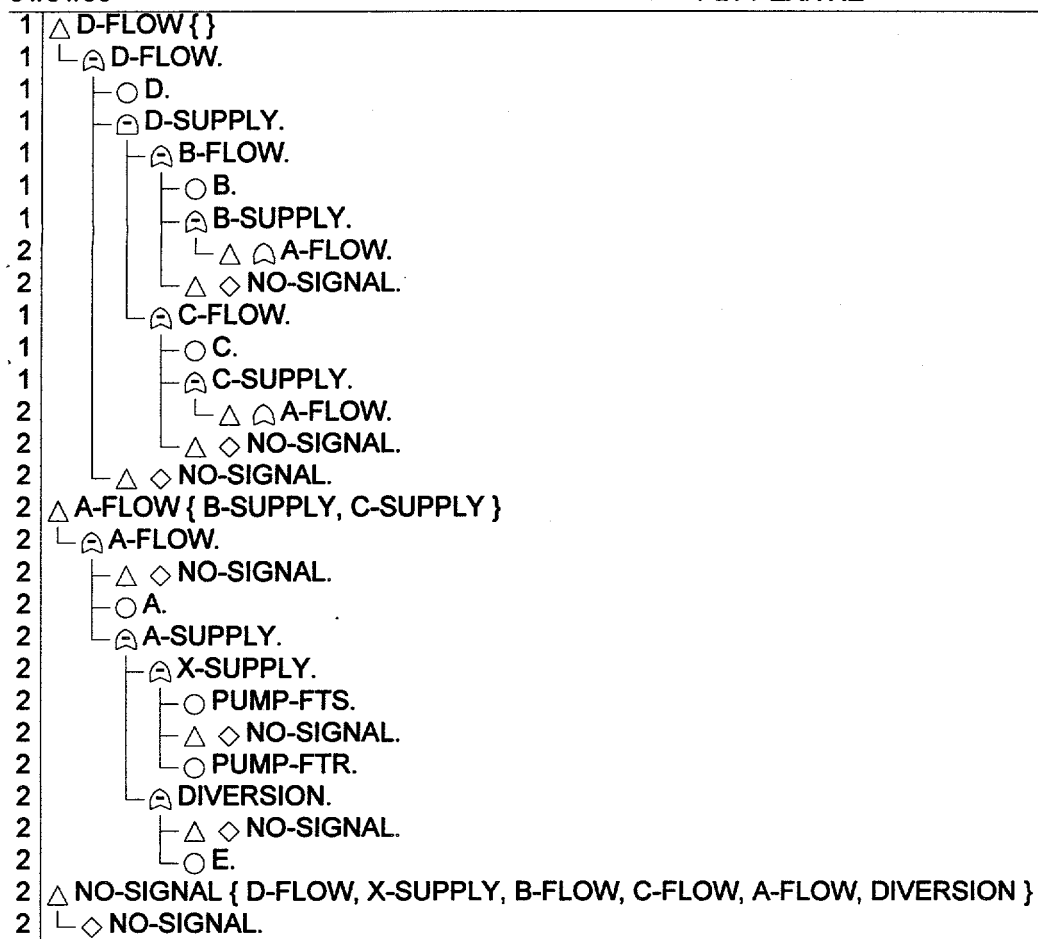 1 D-FLOW { }
1 D-FLOW.
1 D.
1 D-SUPPLY.
1 B-FLOW.
1 B.
1 B-SUPPLY.
2 A-FLOW.
2 NO-SIGNAL.
1 C-FLOW.
1 C.
1 C-SUPPLY.
2 A-FLOW.
2 NO-SIGNAL.
2 NO-SIGNAL.
2 A-FLOW { B-SUPPLY, C-SUPPLY }
2 A-FLOW.
2 NO-SIGNAL.
2 A.
2 A-SUPPLY.
2 X-SUPPLY.
2 PUMP-FTS.
2 NO-SIGNAL.
2 PUMP-FTR.
2 DIVERSION.
2 NO-SIGNAL.
2 E.
2 NO-SIGNAL { D-FLOW, X-SUPPLY, B-FLOW, C-FLOW, A-FLOW, DIVERSION }
2 NO-SIGNAL.